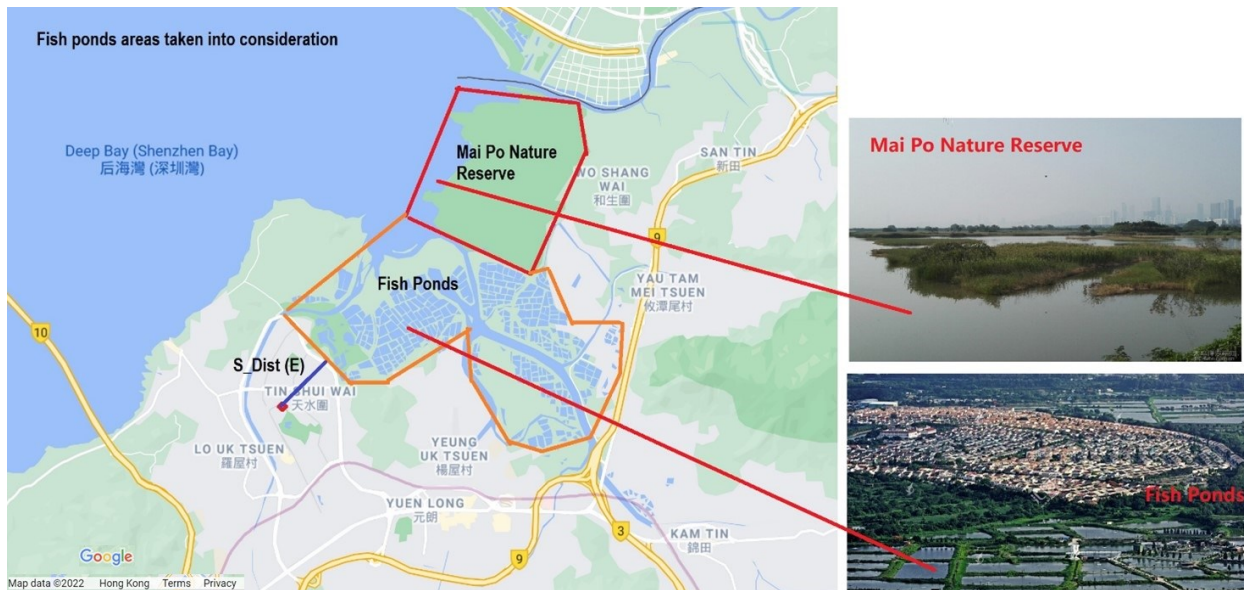 Fish ponds areas taken into consideration
Deep Bay (Shenzhen Bay)
后海灣 (深圳灣)
Mai Po Nature
Reserve
SAN TIN
新田
WO SHANG
WAI
和生圍
9
YAU TAM
MEI TSUEN
攸潭尾村
Fish Ponds
10
S_Dist (E)
TIN SHUI WAI
天水圍
LO UK TSUEN
羅屋村
YEUNG
UK TSUEN
楊屋村
YUEN LONG
元朗
3
KAM TIN
錦田
9
Google
Map data ©2022 Hong Kong Terms Privacy
Mai Po Nature Reserve
Fish Ponds